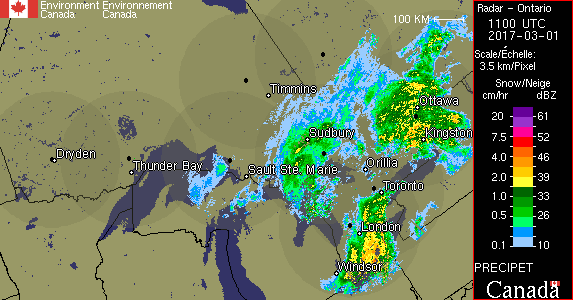 Environment Environnement
Canada Canada
100 KM
Radar - Ontario
1100 UTC
2017-03-01
Scale/Échelle:
3.5 km/Pixel
Snow/Neige
cm/hr dBZ
20 61
7.5 52
4.0 46
2.0 39
1.0 33
0.5 26
0.1 10
PRECIPET
Canada
Timmins
Ottawa
Kingston
Sudbury
Dryden
Thunder Bay
Sault Ste. Marie
Orillia
Toronto
London
Windsor